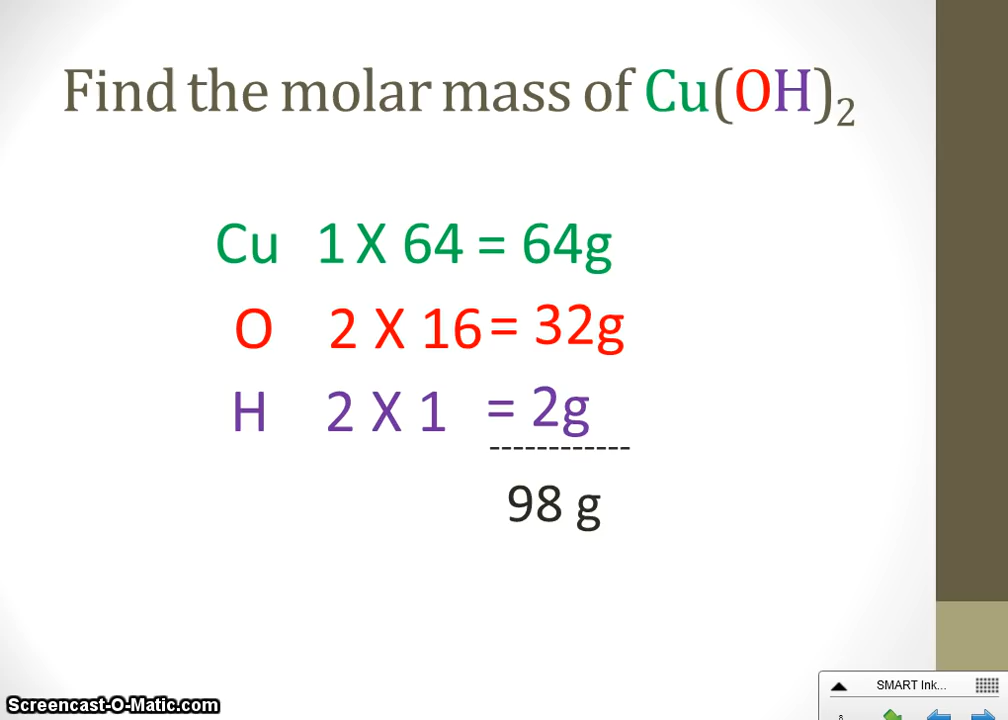 Find the molar mass of Cu(OH)₂
Cu 1 X 64 = 64g
O 2 X 16 = 32g
H 2 X 1 = 2g
------------
98 g
SMART Ink...
Screencast-O-Matic.com
8